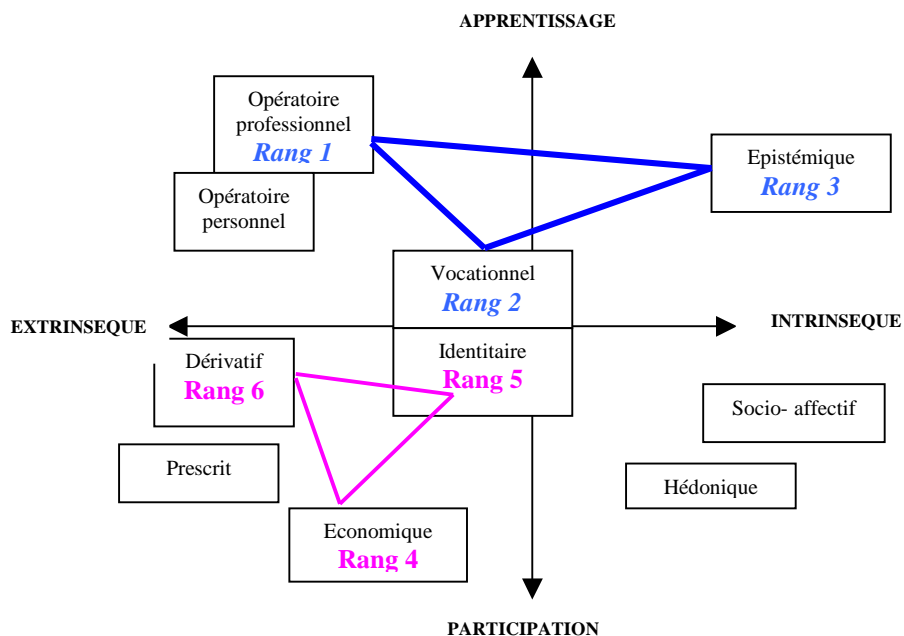 APPRENTISSAGE
Opératoire
professionnel
Rang 1
Epistémique
Rang 3
Opératoire
personnel
Vocationnel
Rang 2
EXTRINSEQUE
INTRINSEQUE
Dérivatif
Rang 6
Identitaire
Rang 5
Socio- affectif
Prescrit
Hédonique
Economique
Rang 4
PARTICIPATION